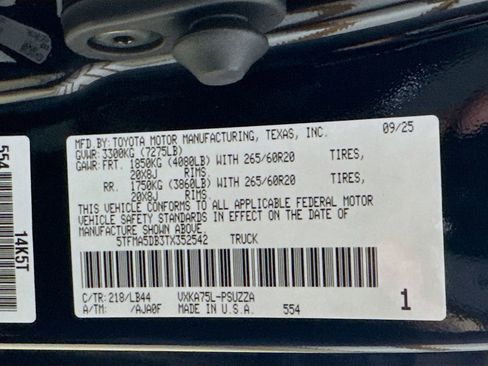 MFD.BY:TOYOTA MOTOR MANUFACTURING, TEXAS, INC. 09/25
GVWR: 3300KG (7275LB)
GAWR: FRT. 1850KG (4080LB) WITH 265/60R20 TIRES,
20X8J RIMS
RR. 1750KG (3860LB) WITH 265/60R20 TIRES,
20X8J RIMS
THIS VEHICLE CONFORMS TO ALL APPLICABLE FEDERAL MOTOR
VEHICLE SAFETY STANDARDS IN EFFECT ON THE DATE OF
MANUFACTURE SHOWN ABOVE.
5TFMA5DB3TX352542 TRUCK
C/TR: 218/LB44 VXKA75L-PSUZZA
A/TM: /AJA0F MADE IN U.S.A. 554 1
554
14K5T